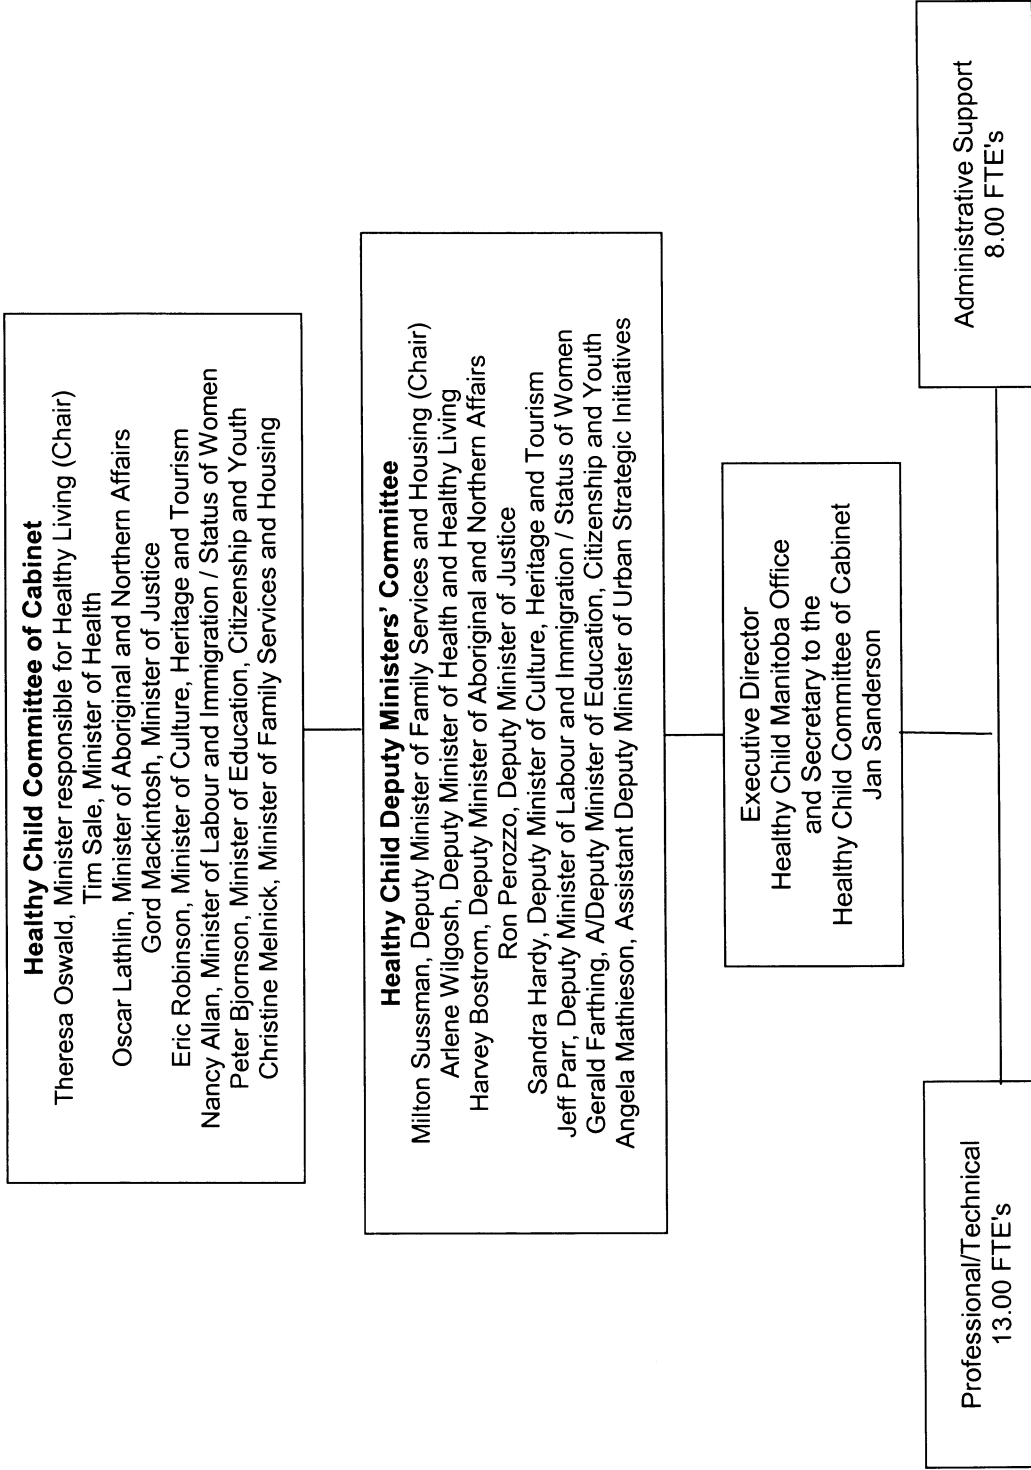 Healthy Child Committee of Cabinet
Theresa Oswald, Minister responsible for Healthy Living (Chair)
Tim Sale, Minister of Health
Oscar Lathlin, Minister of Aboriginal and Northern Affairs
Gord Mackintosh, Minister of Justice
Eric Robinson, Minister of Culture, Heritage and Tourism
Nancy Allan, Minister of Labour and Immigration / Status of Women
Peter Bjornson, Minister of Education, Citizenship and Youth
Christine Melnick, Minister of Family Services and Housing
Healthy Child Deputy Ministers' Committee
Milton Sussman, Deputy Minister of Family Services and Housing (Chair)
Arlene Wilgosh, Deputy Minister of Health and Healthy Living
Harvey Bostrom, Deputy Minister of Aboriginal and Northern Affairs
Ron Perozzo, Deputy Minister of Justice
Sandra Hardy, Deputy Minister of Culture, Heritage and Tourism
Jeff Parr, Deputy Minister of Labour and Immigration / Status of Women
Gerald Farthing, A/Deputy Minister of Education, Citizenship and Youth
Angela Mathieson, Assistant Deputy Minister of Urban Strategic Initiatives
Executive Director
Healthy Child Manitoba Office
and Secretary to the
Healthy Child Committee of Cabinet
Jan Sanderson
Professional/Technical
13.00 FTE's
Administrative Support
8.00 FTE's